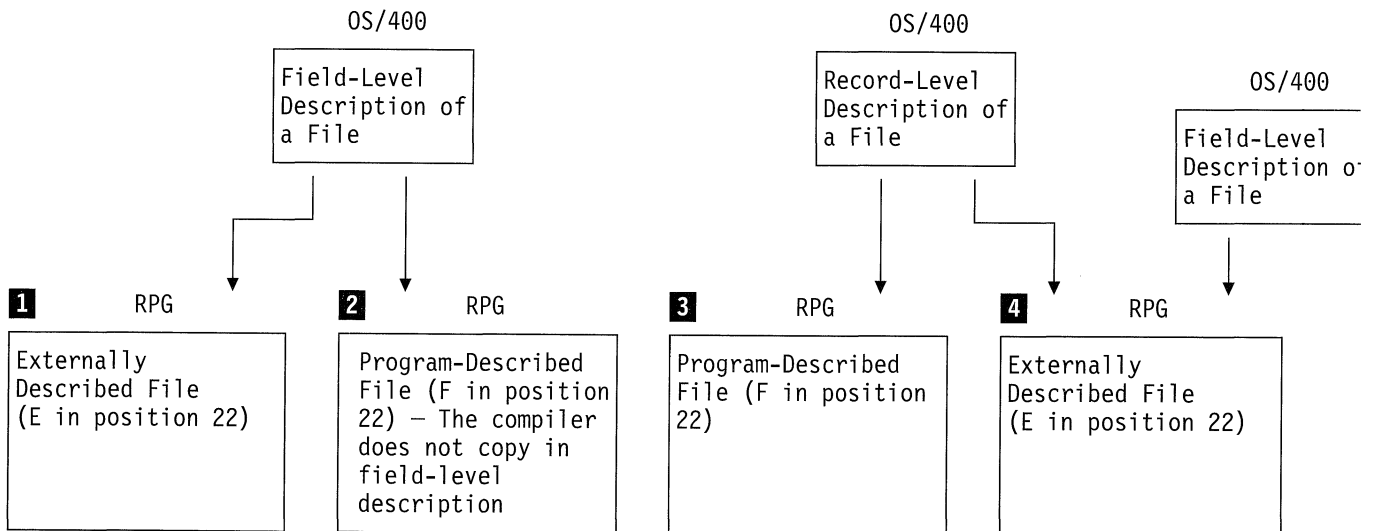 OS/400
Field-Level
Description of
a File
OS/400
Record-Level
Description of
a File
OS/400
Field-Level
Description
a File
1 RPG
Externally
Described File
(E in position 22)
2 RPG
Program-Described
File (F in position
22) — The compiler
does not copy in
field-level
description
3 RPG
Program-Described
File (F in position
22)
4 RPG
Externally
Described File
(E in position 22)